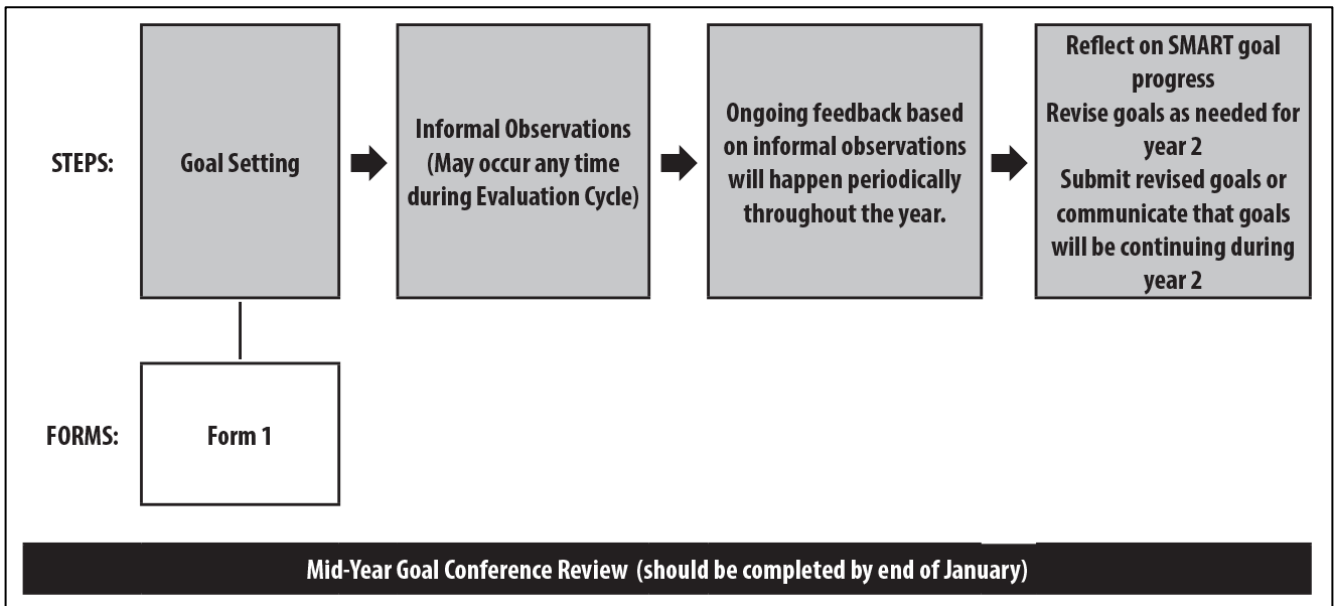 STEPS:
Goal Setting
Informal Observations
(May occur any time
during Evaluation Cycle)
Ongoing feedback based
on informal observations
will happen periodically
throughout the year.
Reflect on SMART goal
progress
Revise goals as needed for
year 2
Submit revised goals or
communicate that goals
will be continuing during
year 2
FORMS:
Form 1
Mid-Year Goal Conference Review (should be completed by end of January)